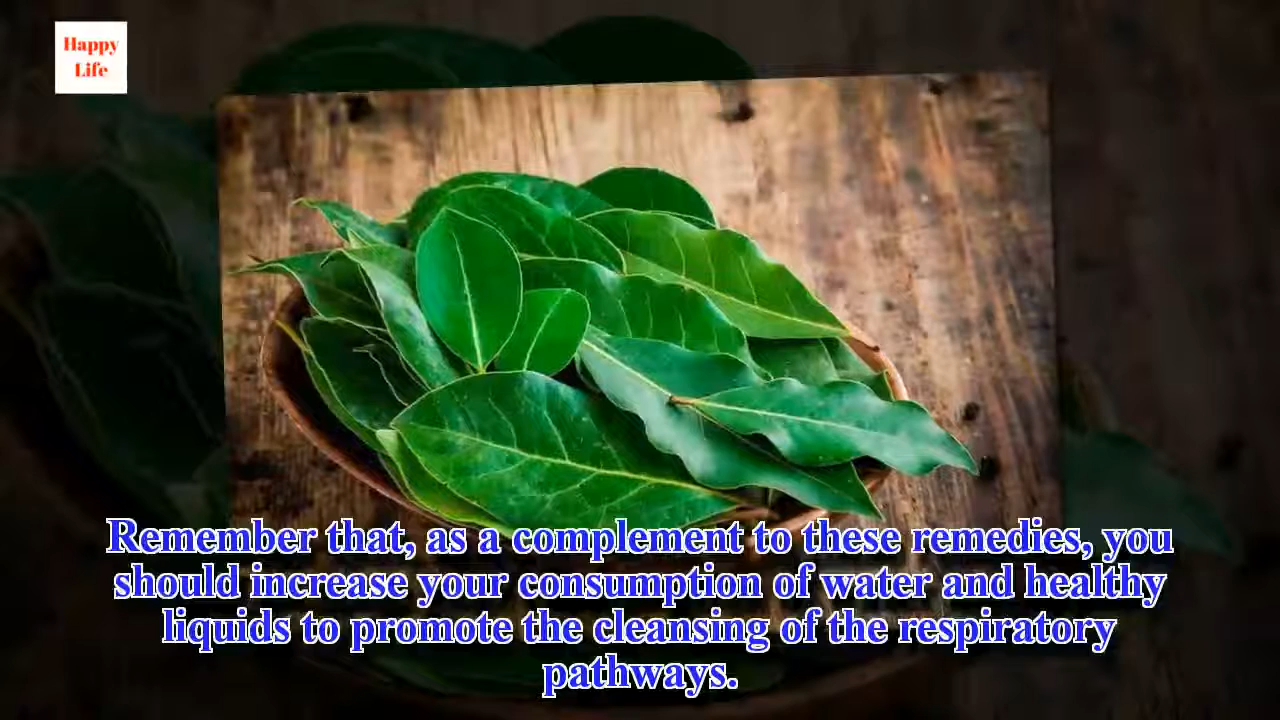 Happy
Life
Remember that, as a complement to these remedies, you
should increase your consumption of water and healthy
liquids to promote the cleansing of the respiratory
pathways.